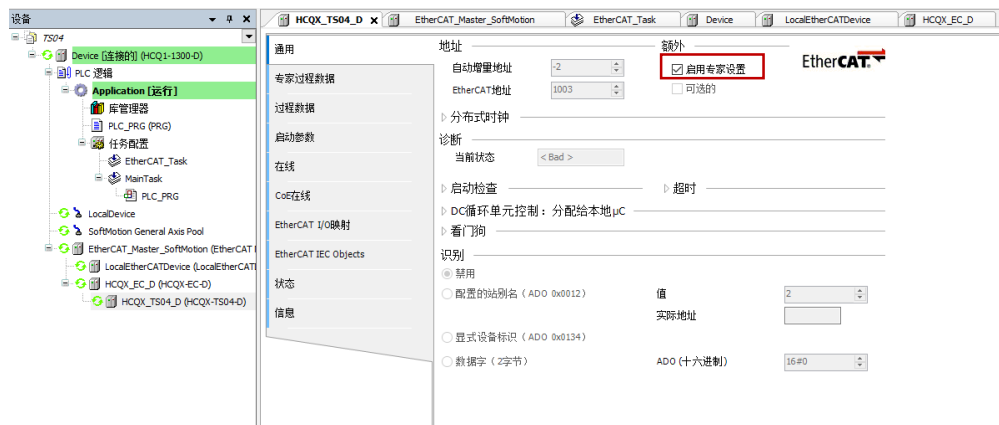 设备
TS04
Device [连接的] (HCQ1-1300-D)
PLC 逻辑
Application [运行]
库管理器
PLC_PRG (PRG)
任务配置
EtherCAT_Task
MainTask
PLC_PRG
LocalDevice
SoftMotion General Axis Pool
EtherCAT_Master_SoftMotion (EtherCAT
LocalEtherCATDevice (LocalEtherCATI
HCQX_EC_D (HCQX-EC-D)
HCQX_TS04_D (HCQX-TS04-D)
HCQX_TS04_D
EtherCAT_Master_SoftMotion
EtherCAT_Task
Device
LocalEtherCATDevice
HCQX_EC_D
通用
专家过程数据
过程数据
启动参数
在线
CoE在线
EtherCAT I/O映射
EtherCAT IEC Objects
状态
信息
地址
额外
自动增量地址 -2
启用专家设置
EtherCAT地址 1003
可选的
EtherCAT.
分布式时钟
诊断
当前状态 < Bad >
启动检查
超时
DC循环单元控制：分配给本地μC
看门狗
识别
禁用
配置的站别名（ADO 0x0012） 值 2
实际地址
显式设备标识（ADO 0x0134）
数据字（2字节） ADO (十六进制) 16#0